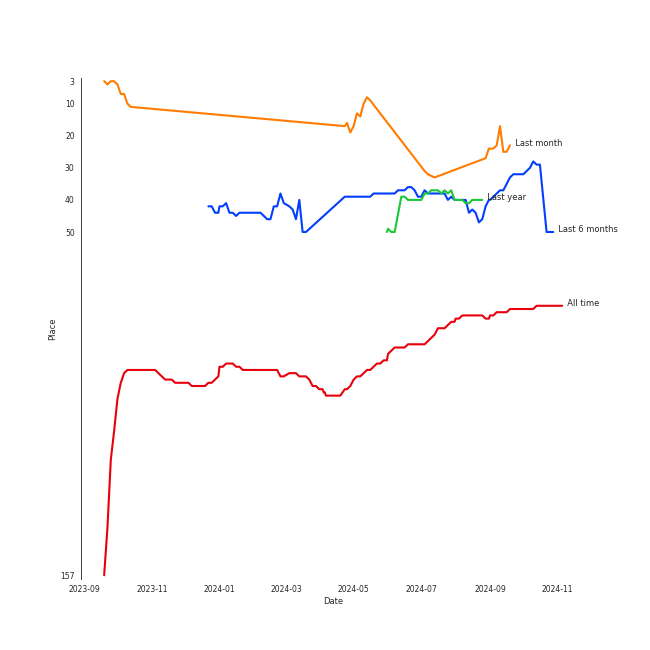 3
10
20
30
40
50
157
Place
Last month
Last year
Last 6 months
All time
2023-09 2023-11 2024-01 2024-03 2024-05 2024-07 2024-09 2024-11
Date